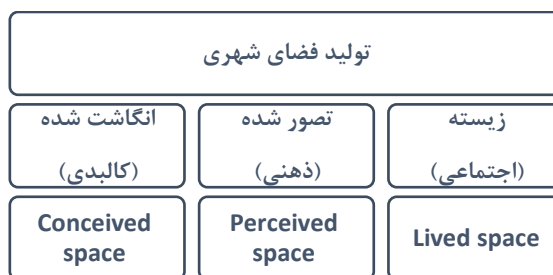 تولید فضای شهری
زیسته
(اجتماعی)
تصور شده
(ذهنی)
انگاشت شده
(کالبدی)
Conceived
space
Perceived
space
Lived space